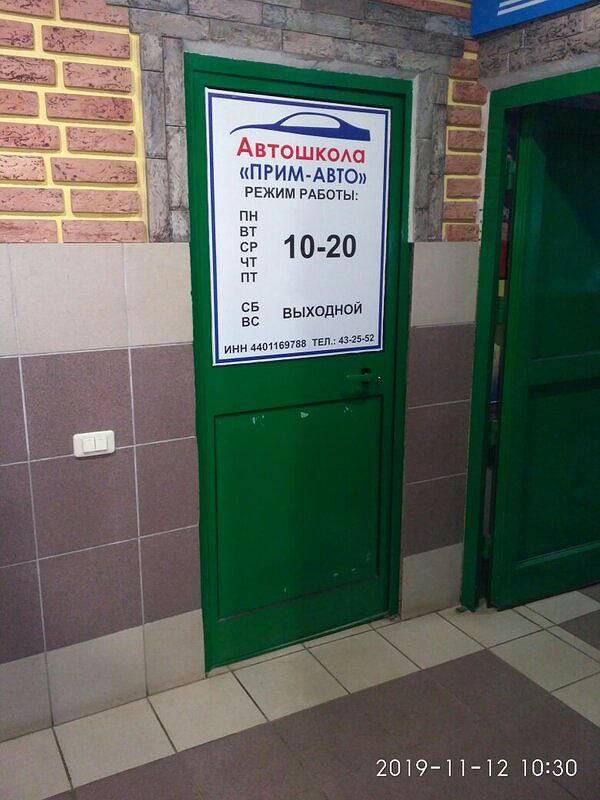 Автошкола
«ПРИМ-АВТО»
РЕЖИМ РАБОТЫ:
ПН
ВТ
СР 10-20
ЧТ
ПТ
СБ
ВС ВЫХОДНОЙ
ИНН 4401169788 ТЕЛ.: 43-25-52
2019-11-12 10:30